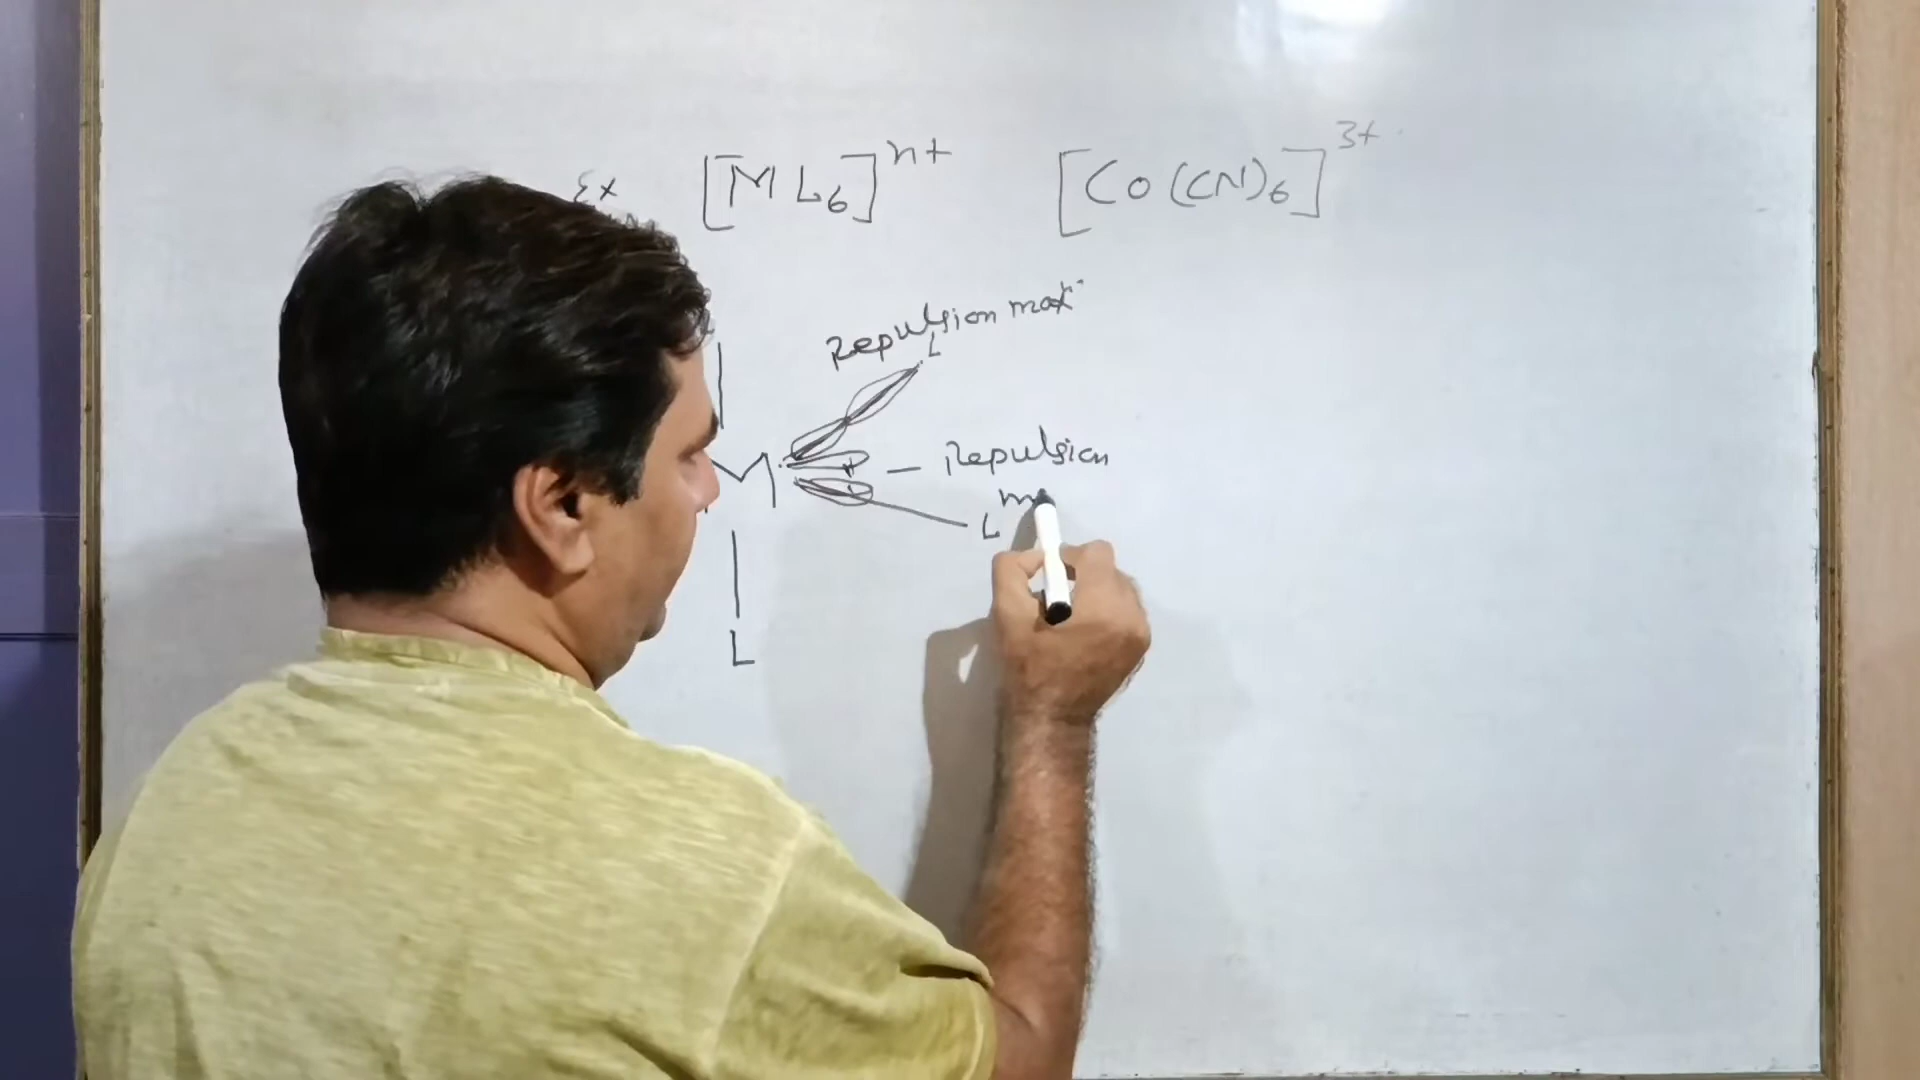 Ex [ML6]n+ [Co(CN)6]3+
Repulsion max
L
M
– Repulsion
L
L